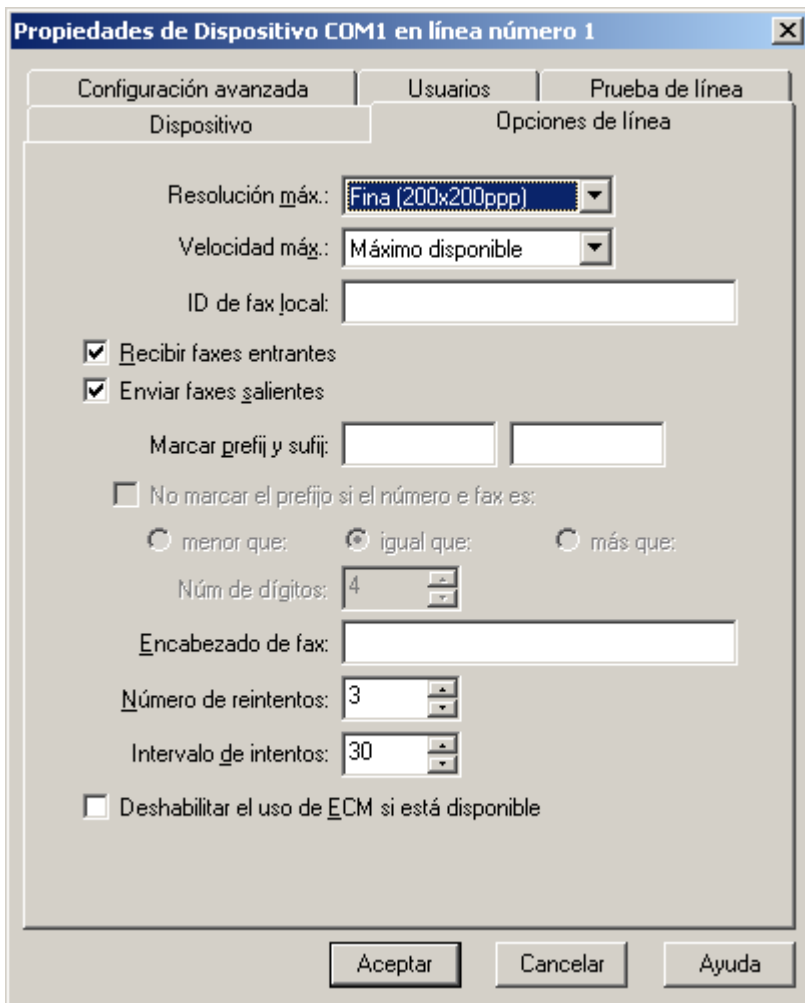 Propiedades de Dispositivo COM1 en línea número 1
Configuración avanzada Usuarios Prueba de línea
Dispositivo Opciones de línea
Resolución máx.: Fina (200x200ppp)
Velocidad máx.: Máximo disponible
ID de fax local:
Recibir faxes entrantes
Enviar faxes salientes
Marcar prefij y sufij:
No marcar el prefijo si el número e fax es:
menor que: igual que: más que:
Núm de dígitos: 4
Encabezado de fax:
Número de reintentos: 3
Intervalo de intentos: 30
Deshabilitar el uso de ECM si está disponible
Aceptar Cancelar Ayuda